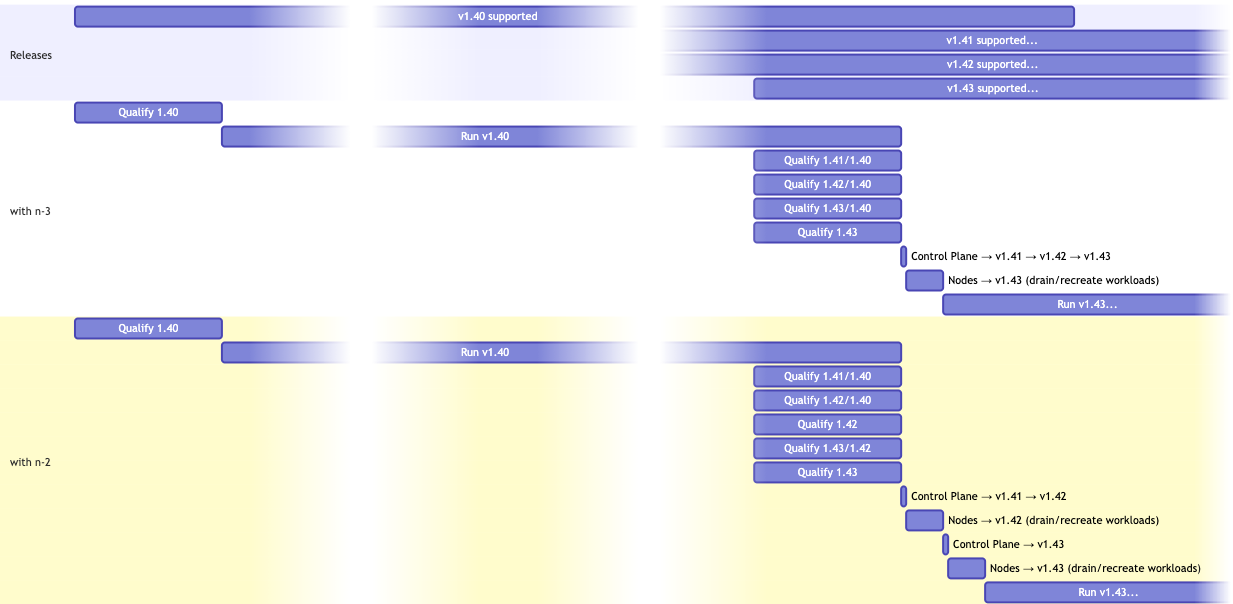 v1.40 supported
v1.41 supported...
Releases
v1.42 supported...
v1.43 supported...
Qualify 1.40
Run v1.40
Qualify 1.41/1.40
Qualify 1.42/1.40
with n-3
Qualify 1.43/1.40
Qualify 1.43
Control Plane → v1.41 → v1.42 → v1.43
Nodes → v1.43 (drain/recreate workloads)
Run v1.43...
Qualify 1.40
Run v1.40
Qualify 1.41/1.40
Qualify 1.42/1.40
Qualify 1.42
Qualify 1.43/1.42
with n-2
Qualify 1.43
Control Plane → v1.41 → v1.42
Nodes → v1.42 (drain/recreate workloads)
Control Plane → v1.43
Nodes → v1.43 (drain/recreate workloads)
Run v1.43...